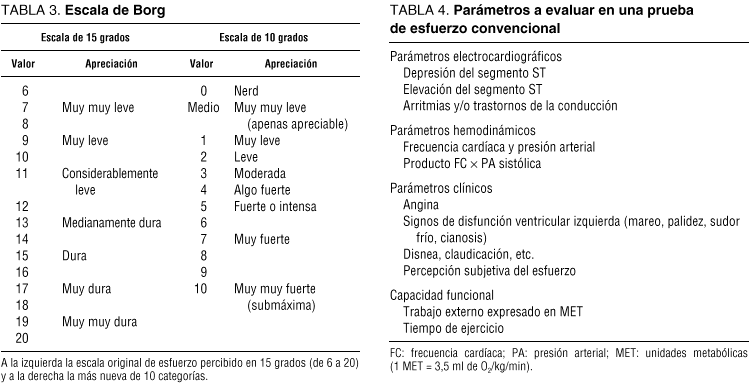 TABLA 3. Escala de Borg
Escala de 15 grados Escala de 10 grados
Valor Apreciación Valor Apreciación
6 0 Nerd
7 Muy muy leve Medio Muy muy leve
8 (apenas apreciable)
9 Muy leve 1 Muy leve
10 2 Leve
11 Considerablemente 3 Moderada
leve 4 Algo fuerte
12 5 Fuerte o intensa
13 Medianamente dura 6
14 7 Muy fuerte
15 Dura 8
16 9
17 Muy dura 10 Muy muy fuerte
18 (submáxima)
19 Muy muy dura
20
A la izquierda la escala original de esfuerzo percibido en 15 grados (de 6 a 20)
y a la derecha la más nueva de 10 categorías.
TABLA 4. Parámetros a evaluar en una prueba
de esfuerzo convencional
Parámetros electrocardiográficos
Depresión del segmento ST
Elevación del segmento ST
Arritmias y/o trastornos de la conducción
Parámetros hemodinámicos
Frecuencia cardíaca y presión arterial
Producto FC × PA sistólica
Parámetros clínicos
Angina
Signos de disfunción ventricular izquierda (mareo, palidez, sudor
frío, cianosis)
Disnea, claudicación, etc.
Percepción subjetiva del esfuerzo
Capacidad funcional
Trabajo externo expresado en MET
Tiempo de ejercicio
FC: frecuencia cardíaca; PA: presión arterial; MET: unidades metabólicas
(1 MET = 3,5 ml de O₂/kg/min).